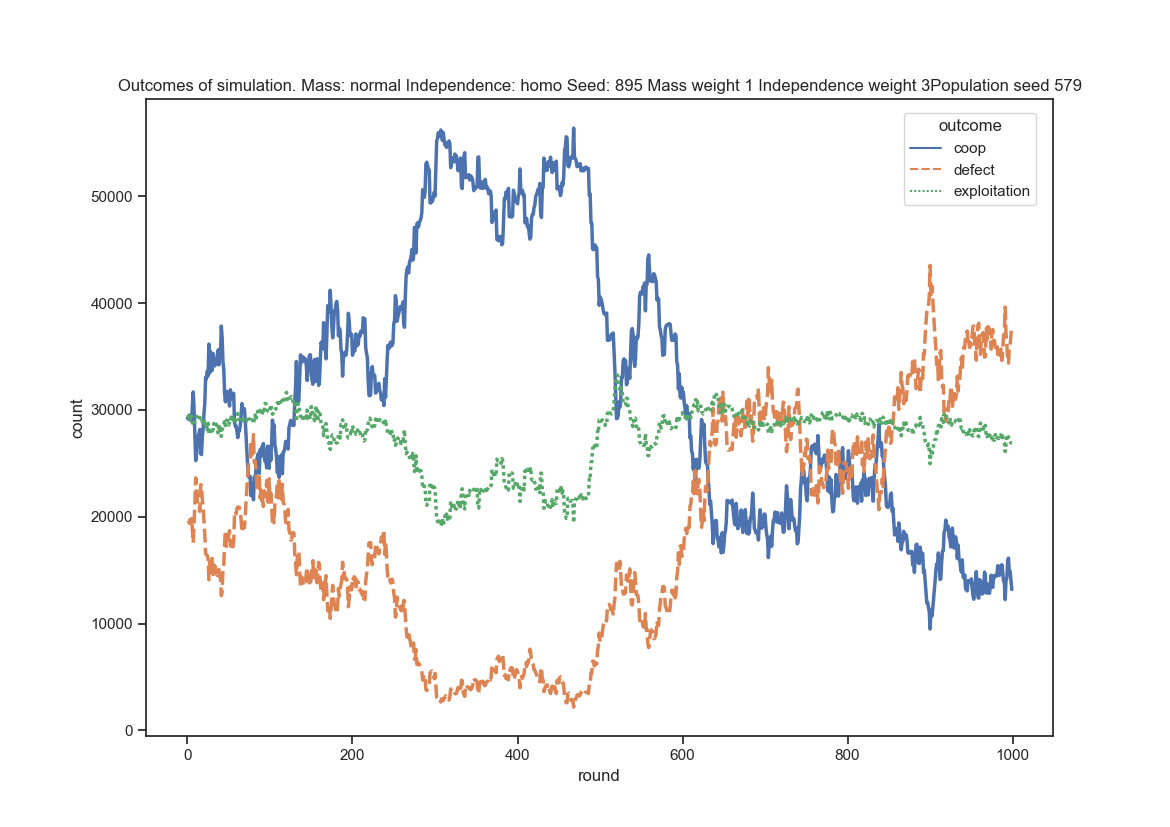 Outcomes of simulation. Mass: normal Independence: homo Seed: 895 Mass weight 1 Independence weight 3Population seed 579
outcome
coop
defect
exploitation
count
50000
40000
30000
20000
10000
0
0 200 400 600 800 1000
round